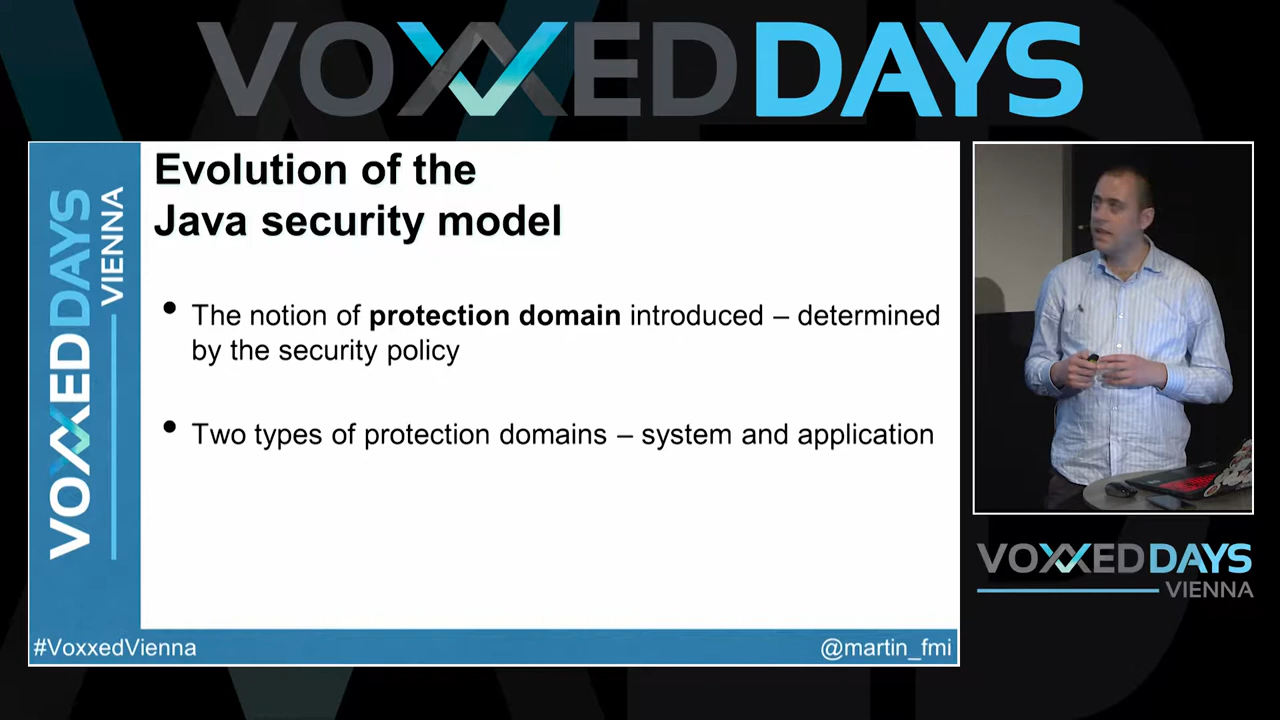 VOXXED DAYS
VOXXED DAYS
VIENNA
Evolution of the
Java security model
• The notion of protection domain introduced – determined
by the security policy
• Two types of protection domains – system and application
#VoxxedVienna
@martin_fmi
VOXXED DAYS
VIENNA